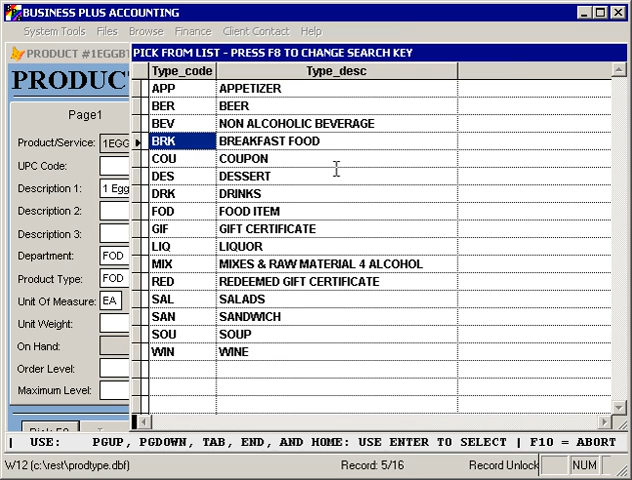 BUSINESS PLUS ACCOUNTING
System Tools Files Browse Finance Client Contact Help
PRODUCT #1EGGBT
PICK FROM LIST - PRESS F8 TO CHANGE SEARCH KEY
PRODUC
Page1
Product/Service: 1EGG
UPC Code:
Description 1: 1 Egg
Description 2:
Description 3:
Department: FOD
Product Type: FOD
Unit Of Measure: EA
Unit Weight:
On Hand:
Order Level:
Maximum Level:
Type_code Type_desc
APP APPETIZER
BER BEER
BEV NON ALCOHOLIC BEVERAGE
BRK BREAKFAST FOOD
COU COUPON
DES DESSERT
DRK DRINKS
FOD FOOD ITEM
GIF GIFT CERTIFICATE
LIQ LIQUOR
MIX MIXES & RAW MATERIAL 4 ALCOHOL
RED REDEEMED GIFT CERTIFICATE
SAL SALADS
SAN SANDWICH
SOU SOUP
WIN WINE
| USE: PGUP, PGDOWN, TAB, END, AND HOME: USE ENTER TO SELECT | F10 = ABORT
W12 (c:\rest\prodtype.dbf) Record: 5/16 Record Unlock NUM